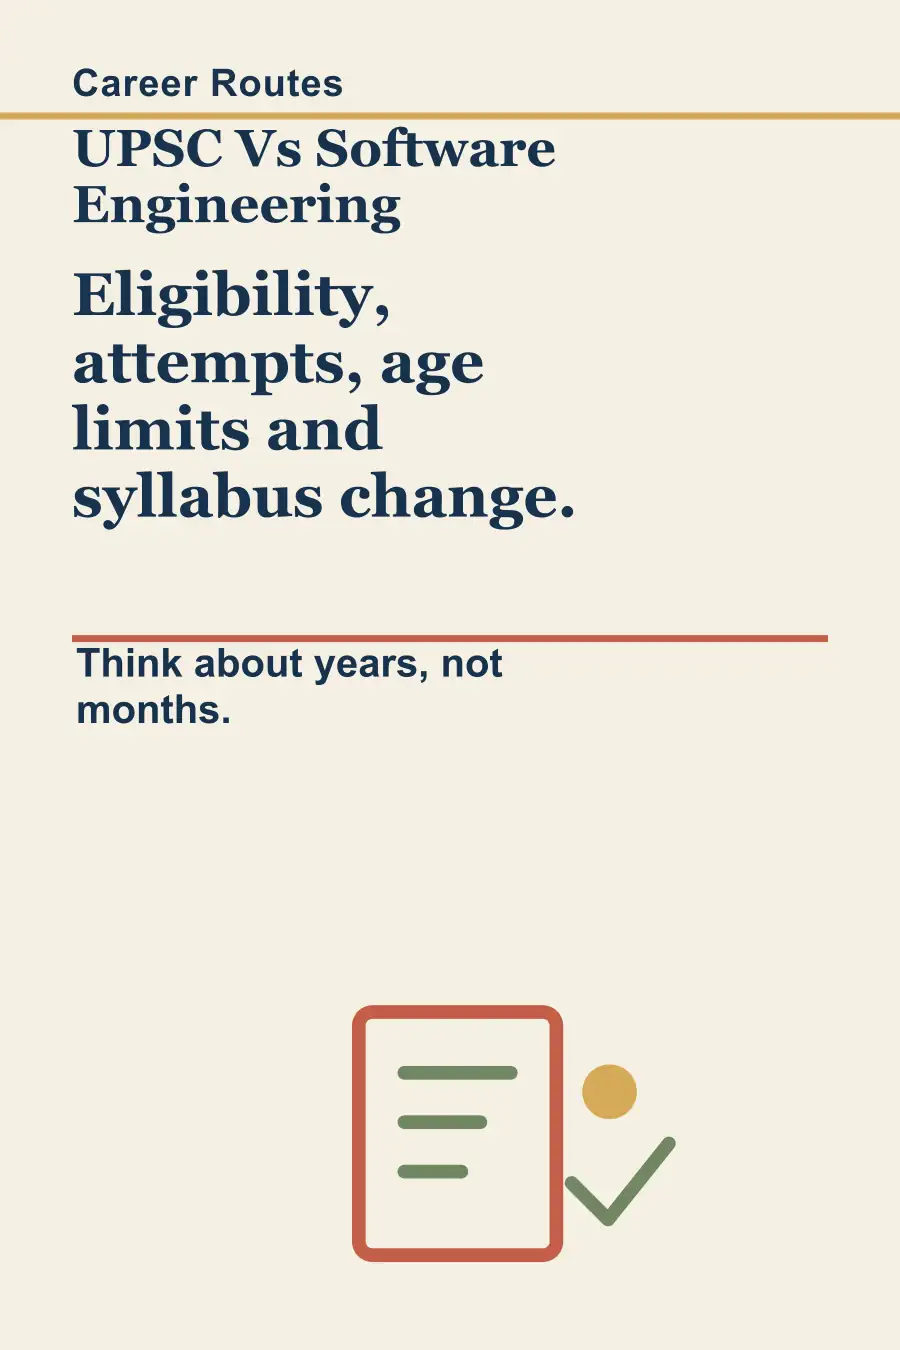 Career Routes
UPSC Vs Software
Engineering
Eligibility,
attempts, age
limits and
syllabus change.
Think about years, not
months.